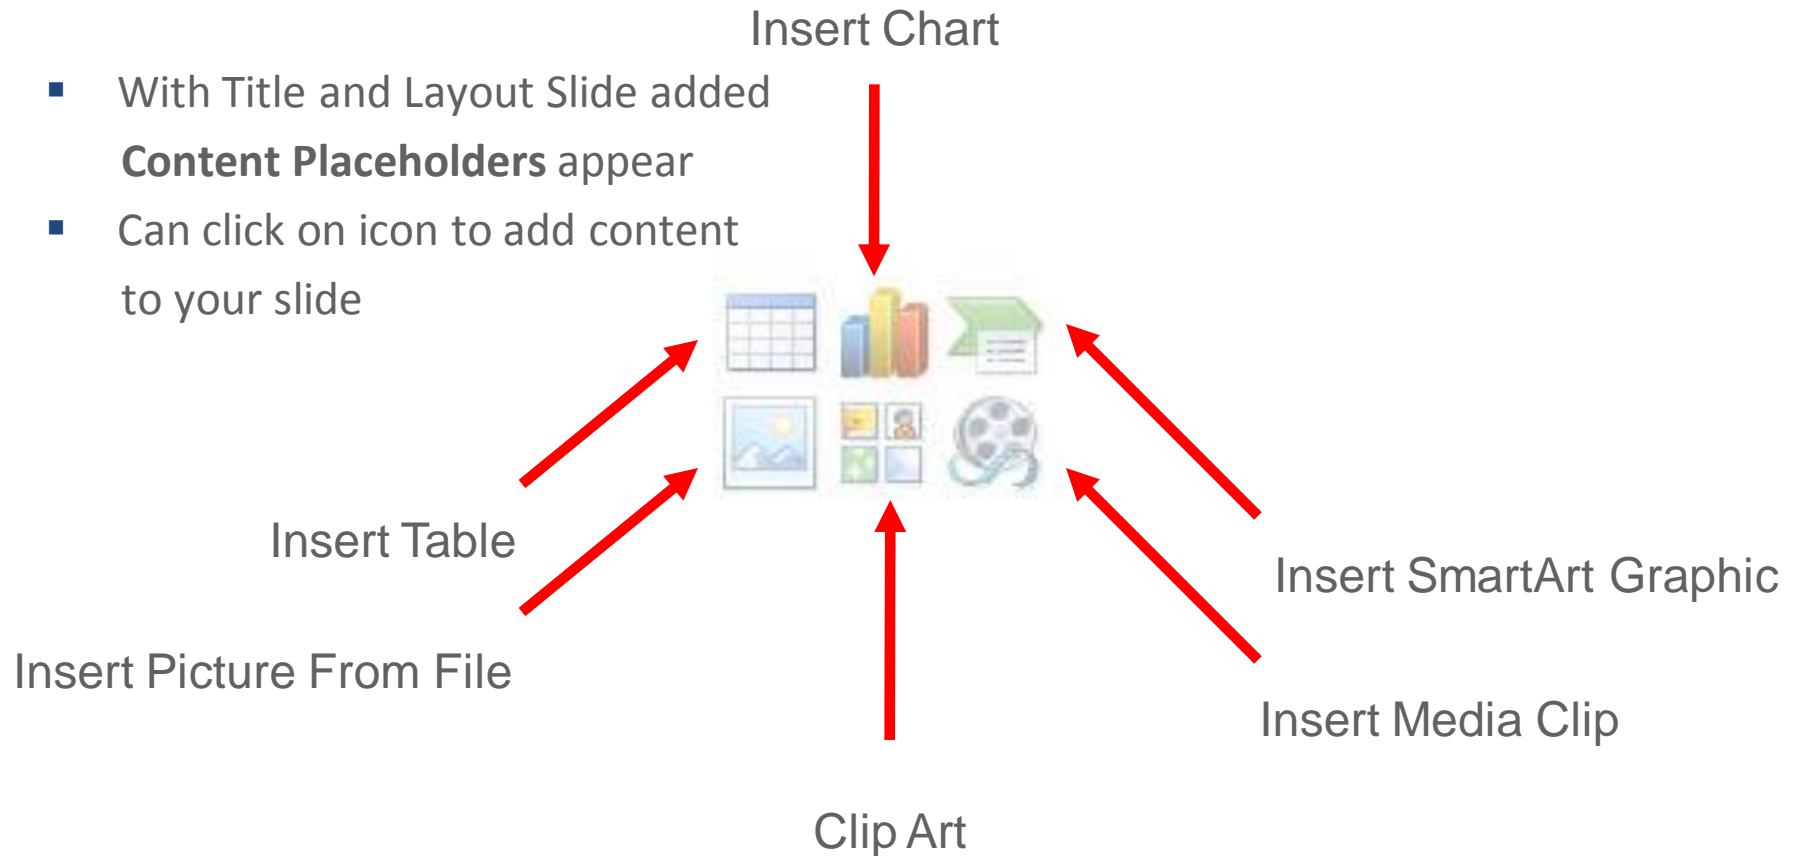 Insert Chart
▪ With Title and Layout Slide added
Content Placeholders appear
▪ Can click on icon to add content
to your slide
Insert Table
Insert SmartArt Graphic
Insert Picture From File
Insert Media Clip
Clip Art